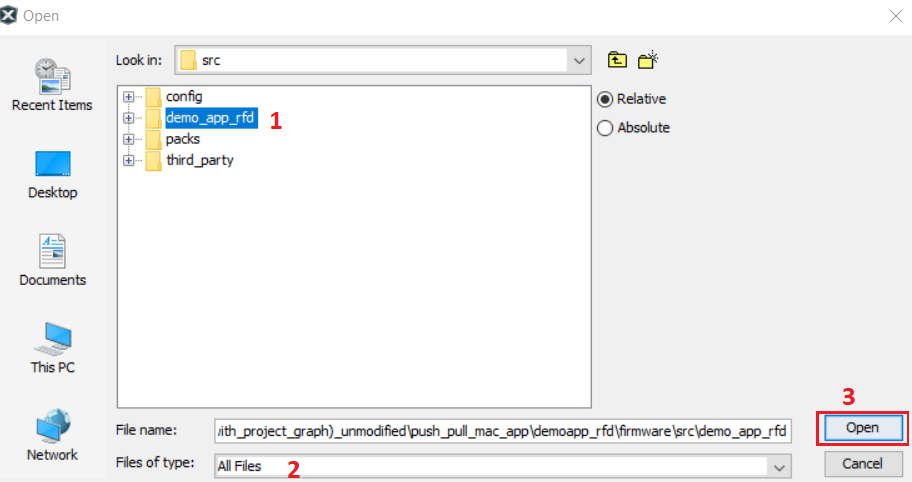 Open
Look in: src
Recent Items
Desktop
Documents
This PC
Network
config
demo_app_rfd 1
packs
third_party
Relative
Absolute
3
File name: /ith_project_graph)_unmodified\push_pull_mac_app\demoapp_rfd\firmware\src\demo_app_rfd Open
Files of type: All Files 2 Cancel